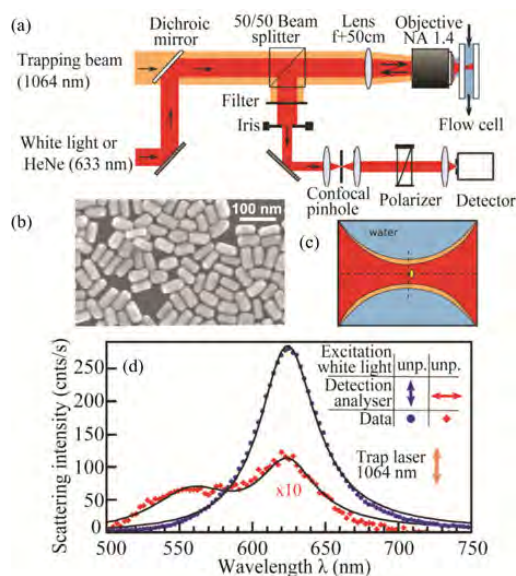 (a)
Dichroic
mirror
50/50 Beam
splitter
Lens
f+50cm
Objective
NA 1.4
Trapping beam
(1064 nm)
Filter
Iris
Flow cell
White light or
HeNe (633 nm)
Confocal
pinhole
Polarizer
Detector
(b)
100 nm
(c)
water
(d)
Excitation
white light
unp.
unp.
Detection
analyser
Data
Trap laser
1064 nm
x10
Scattering intensity (cnts/s)
250
200
150
100
50
0
500
550
600
650
700
750
Wavelength λ (nm)